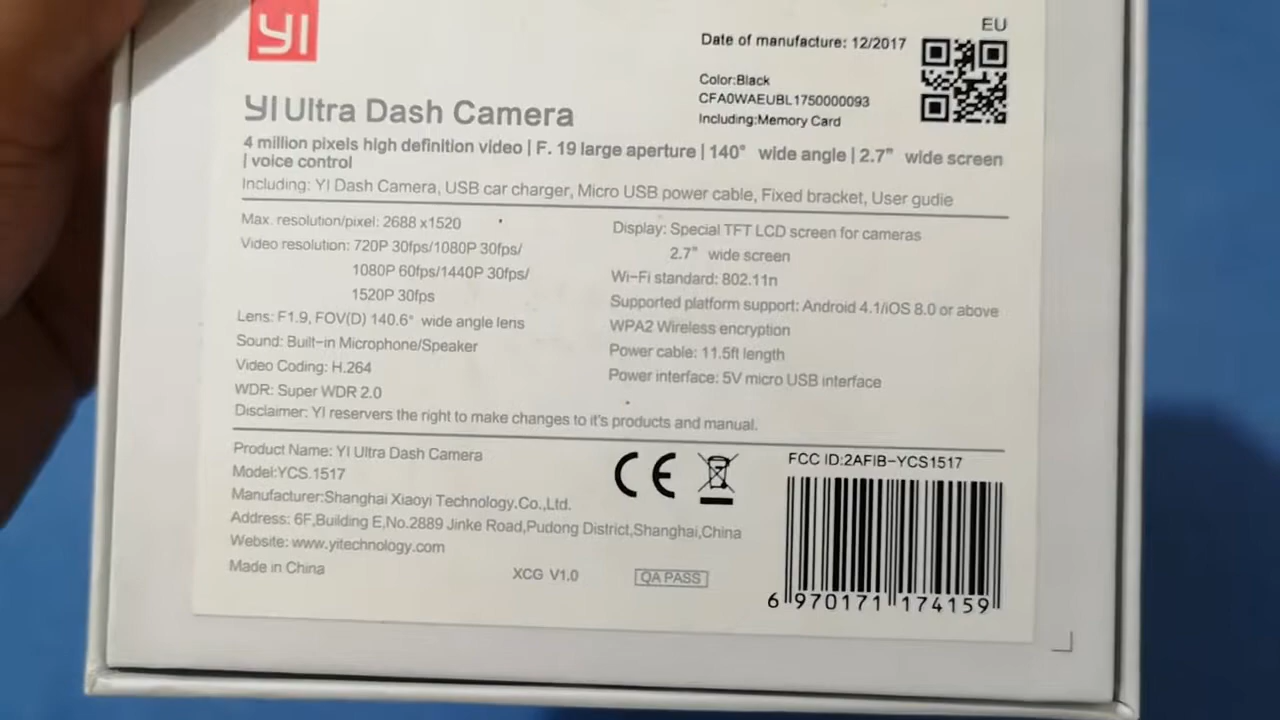 YI
EU
Date of manufacture: 12/2017
Color:Black
CFA0WAEUBL1750000093
Including:Memory Card
YI Ultra Dash Camera
4 million pixels high definition video | F. 19 large aperture | 140° wide angle | 2.7" wide screen
| voice control
Including: YI Dash Camera, USB car charger, Micro USB power cable, Fixed bracket, User gudie
Max. resolution/pixel: 2688 x1520
Video resolution: 720P 30fps/1080P 30fps/
1080P 60fps/1440P 30fps/
1520P 30fps
Lens: F1.9, FOV(D) 140.6° wide angle lens
Sound: Built-in Microphone/Speaker
Video Coding: H.264
WDR: Super WDR 2.0
Display: Special TFT LCD screen for cameras
2.7" wide screen
Wi-Fi standard: 802.11n
Supported platform support: Android 4.1/iOS 8.0 or above
WPA2 Wireless encryption
Power cable: 11.5ft length
Power interface: 5V micro USB interface
Disclaimer: YI reservers the right to make changes to it's products and manual.
Product Name: YI Ultra Dash Camera
Model:YCS.1517
Manufacturer:Shanghai Xiaoyi Technology.Co.,Ltd.
Address: 6F,Building E,No.2889 Jinke Road,Pudong District,Shanghai,China
Website: www.yitechnology.com
Made in China
XCG V1.0
QA PASS
CE
FCC ID:2AFIB-YCS1517
6 970171 174159